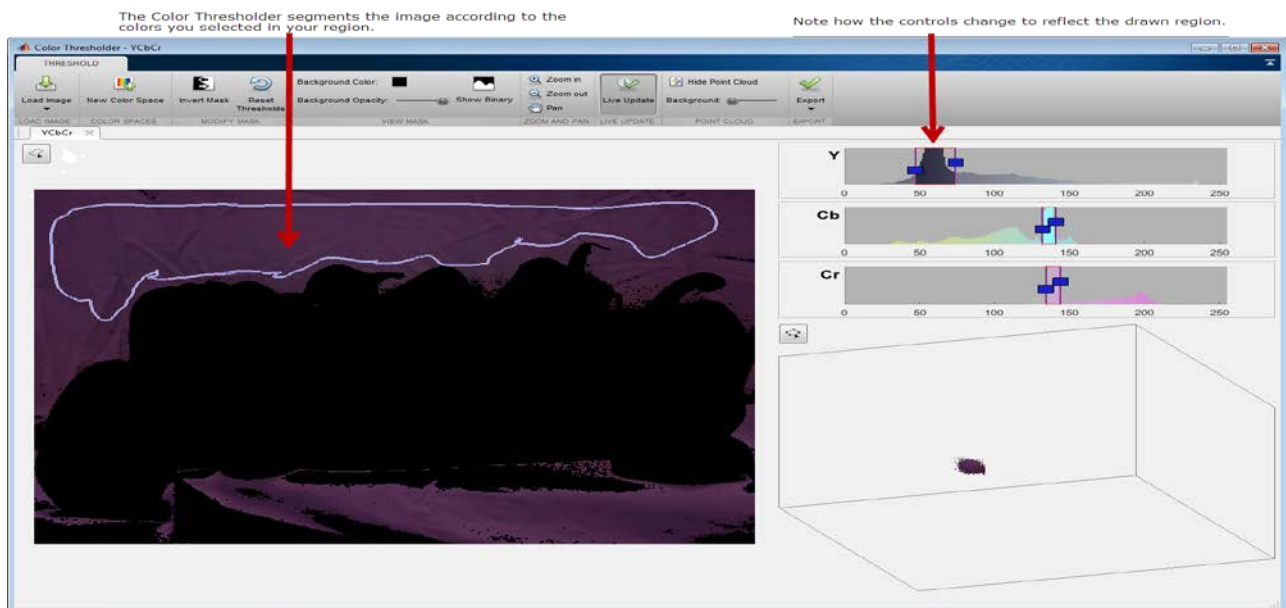 The Color Thresholder segments the image according to the
colors you selected in your region.
Note how the controls change to reflect the drawn region.
Color Thresholder - YCbCr
THRESHOLD
Load Image
New Color Space
Invert Mask
Reset
Thresholds
Background Color:
Background Opacity:
Show Binary
Zoom in
Zoom out
Pan
Live Update
Hide Point Cloud
Background:
Export
LOAD IMAGE
COLOR SPACES
MODIFY MASK
VIEW MASK
ZOOM AND PAN
LIVE UPDATE
POINT CLOUD
EXPORT
YCbCr
Y
0 50 100 150 200 250
Cb
0 50 100 150 200 250
Cr
0 50 100 150 200 250